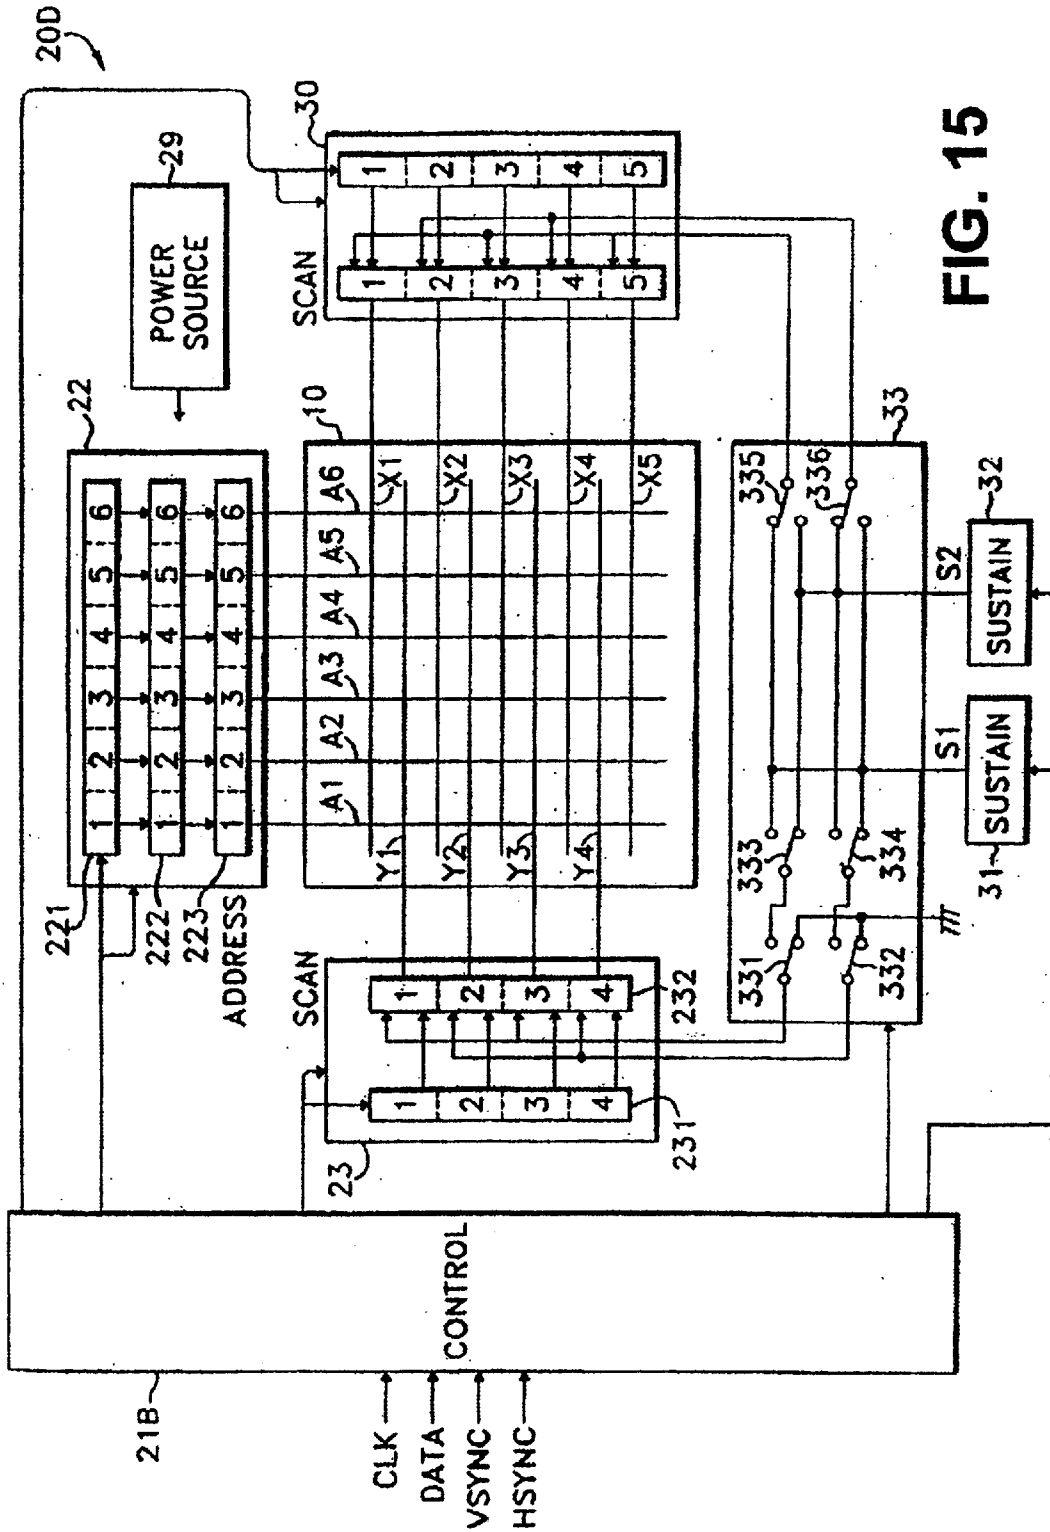 20D
POWER SOURCE
29
22
221
222
223
1 2 3 4 5 6
1 2 3 4 5 6
1 2 3 4 5 6
ADDRESS
A1 A2 A3 A4 A5 A6
10
21B
CONTROL
CLK
DATA
VSYNC
HSYNC
SCAN
23
1
2
3
4
231
1
2
3
4
232
Y1
Y2
Y3
Y4
X1
X2
X3
X4
X5
SCAN
30
1
2
3
4
5
1
2
3
4
5
331
332
333
334
335
336
33
S1
S2
SUSTAIN
31
SUSTAIN
32
FIG. 15